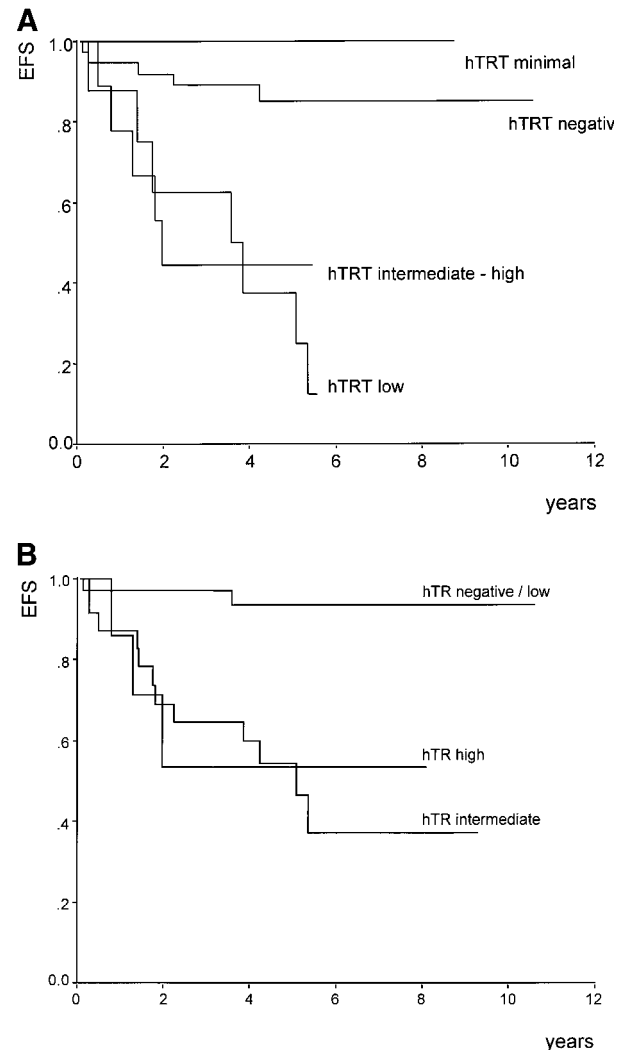 A
EFS
1.0
hTRT minimal
hTRT negativ
.8
.6
hTRT intermediate - high
.4
hTRT low
.2
0.0
0 2 4 6 8 10 12
years
B
EFS
1.0
hTR negative / low
.8
.6
hTR high
hTR intermediate
.4
.2
0.0
0 2 4 6 8 10 12
years